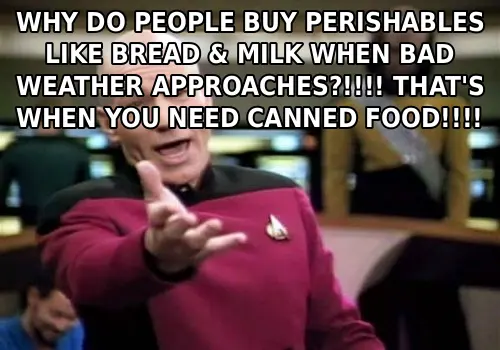 WHY DO PEOPLE BUY PERISHABLES
LIKE BREAD & MILK WHEN BAD
WEATHER APPROACHES?!!!! THAT'S
WHEN YOU NEED CANNED FOOD!!!!